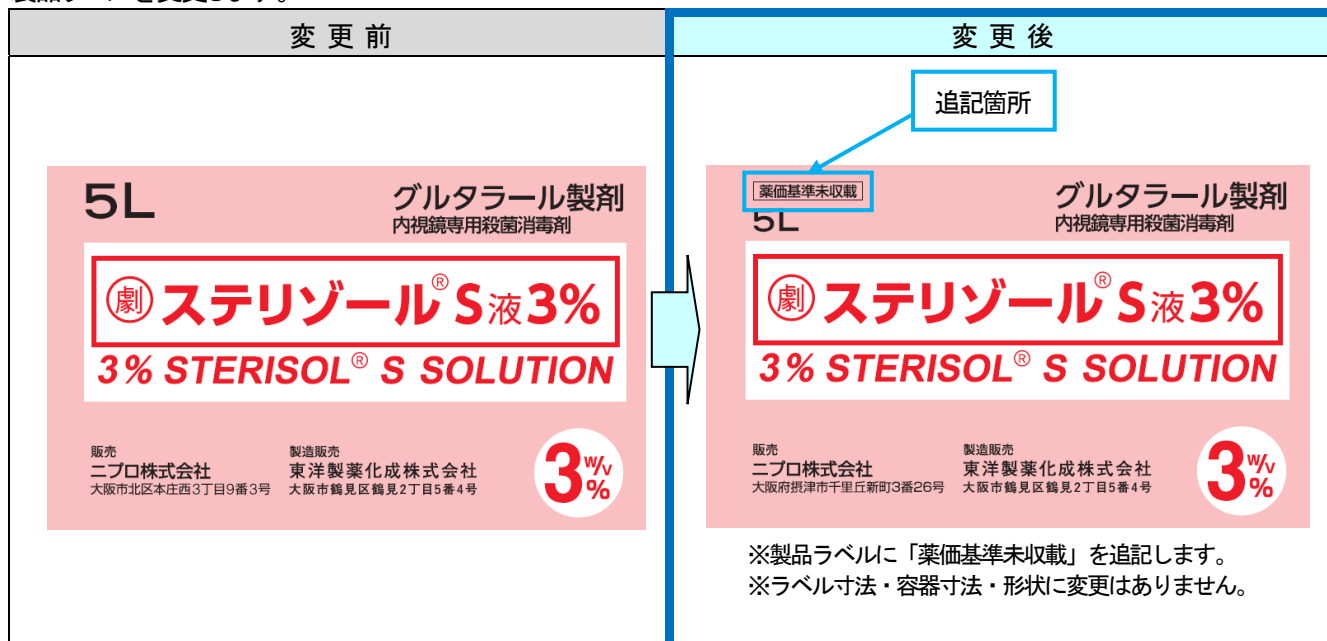 製品ラベルを変更します。
変更前
変更後
5L
グルタラール製剤
内視鏡専用殺菌消毒剤
劇 ステリゾール® S液3%
3% STERISOL® S SOLUTION
販売
ニプロ株式会社
大阪市北区本庄西3丁目9番3号
製造販売
東洋製薬化成株式会社
大阪市鶴見区鶴見2丁目5番4号
3 W/V %
追記箇所
薬価基準未収載
5L
グルタラール製剤
内視鏡専用殺菌消毒剤
劇 ステリゾール® S液3%
3% STERISOL® S SOLUTION
販売
ニプロ株式会社
大阪府摂津市千里丘新町3番26号
製造販売
東洋製薬化成株式会社
大阪市鶴見区鶴見2丁目5番4号
3 W/V %
※製品ラベルに「薬価基準未収載」を追記します。
※ラベル寸法・容器寸法・形状に変更はありません。